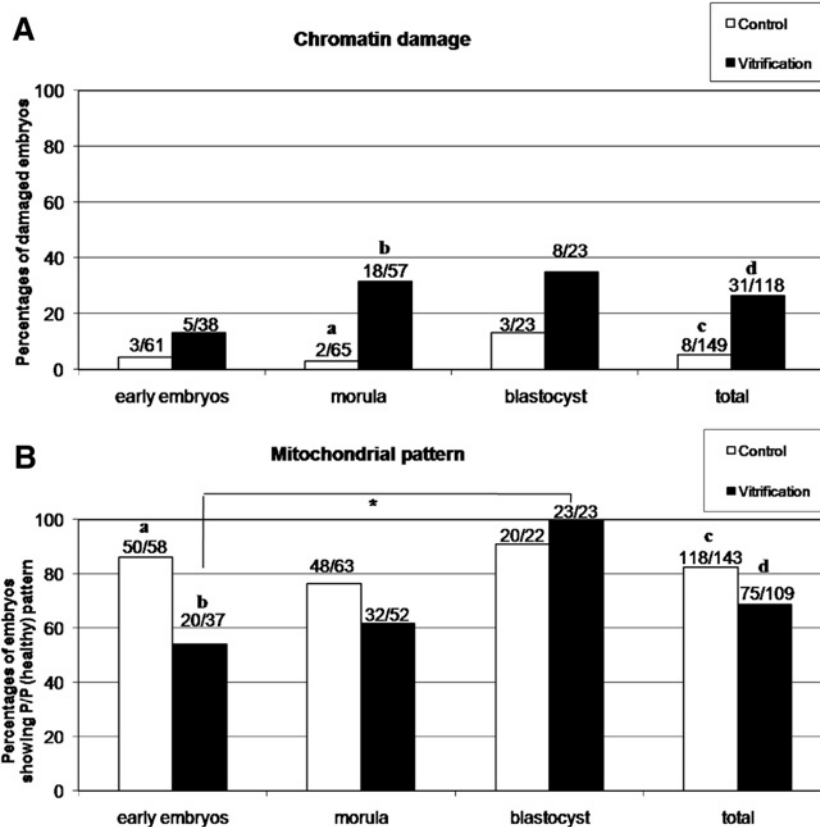 A
Chromatin damage
Control
Vitrification
Percentages of damaged embryos
100
80
60
40
20
0
3/61
5/38
a
2/65
b
18/57
3/23
8/23
c
8/149
d
31/118
early embryos
morula
blastocyst
total
B
Mitochondrial pattern
Control
Vitrification
Percentages of embryos
showing P/P (healthy) pattern
100
80
60
40
20
0
*
a
50/58
b
20/37
48/63
32/52
20/22
23/23
c
118/143
d
75/109
early embryos
morula
blastocyst
total